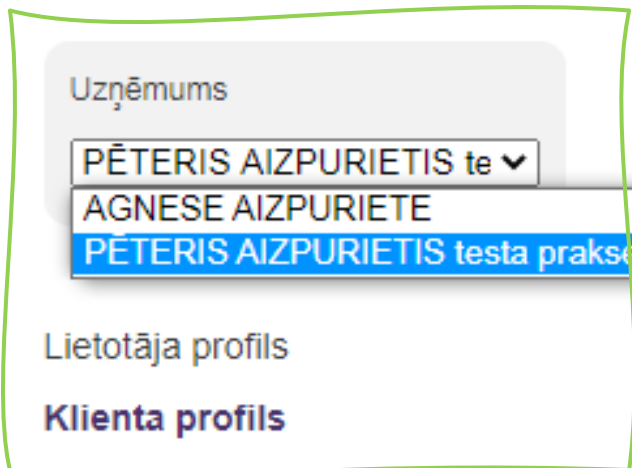 Uzņēmums
PĒTERIS AIZPURIETIS te
AGNESE AIZPURIETE
PĒTERIS AIZPURIETIS testa prakse
Lietotāja profils
Klienta profils